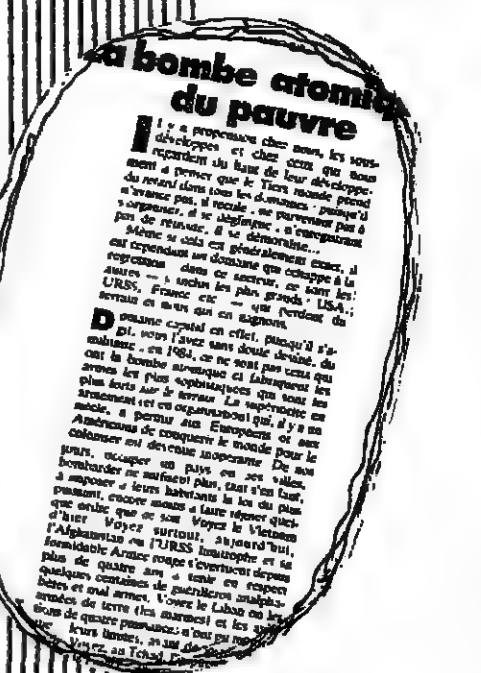 La bombe atomique
du pauvre
Il y a propension chez nous, les sous-
développés et chez ceux qui nous
regardent du haut de leur développe-
ment à penser que le Tiers monde prend
du retard dans tous les domaines : puisqu'il
n'avance pas, il recule, ne parvenant pas à
s'organiser, il se déglingue, n'enregistrant
pas de réussite, il se démoralise...
Même si cela est généralement exact, il
est cependant un domaine qui échappe à la
régression dans ce secteur, ce sont les
autres — y inclus les plus grands : USA,
URSS, France etc — qui perdent du
terrain et nous qui en gagnons.
Domaine capital en effet, puisqu'il s'a-
git, vous l'avez sans doute deviné, du
militaire, en 1984, ce ne sont pas ceux qui
ont la bombe atomique et fabriquent les
armes les plus sophistiquées qui sont les
plus forts sur le terrain. La supériorité en
armement (et en organisation) qui, il y a un
siècle, a permis aux Européens et aux
Américains de conquérir le monde pour le
coloniser est devenue inopérante. De nos
jours, occuper un pays ou ses villes,
bombarder ne suffisent plus, tant s'en faut,
à imposer à leurs habitants la loi du plus
puissant, encore moins à faire régner quel-
que ordre que ce soit. Voyez le Vietnam
d'hier. Voyez surtout, aujourd'hui,
l'Afghanistan où l'URSS limitrophe et sa
formidable Armée rouge s'évertuent depuis
plus de quatre ans à tenir en respect
quelques centaines de guérilleros analpha-
bètes et mal armés. Voyez le Liban où les
armées de terre (les marines) et les
de quatre puissances n'ont pu
leurs limites, avant de
Voyez, au Tchad,